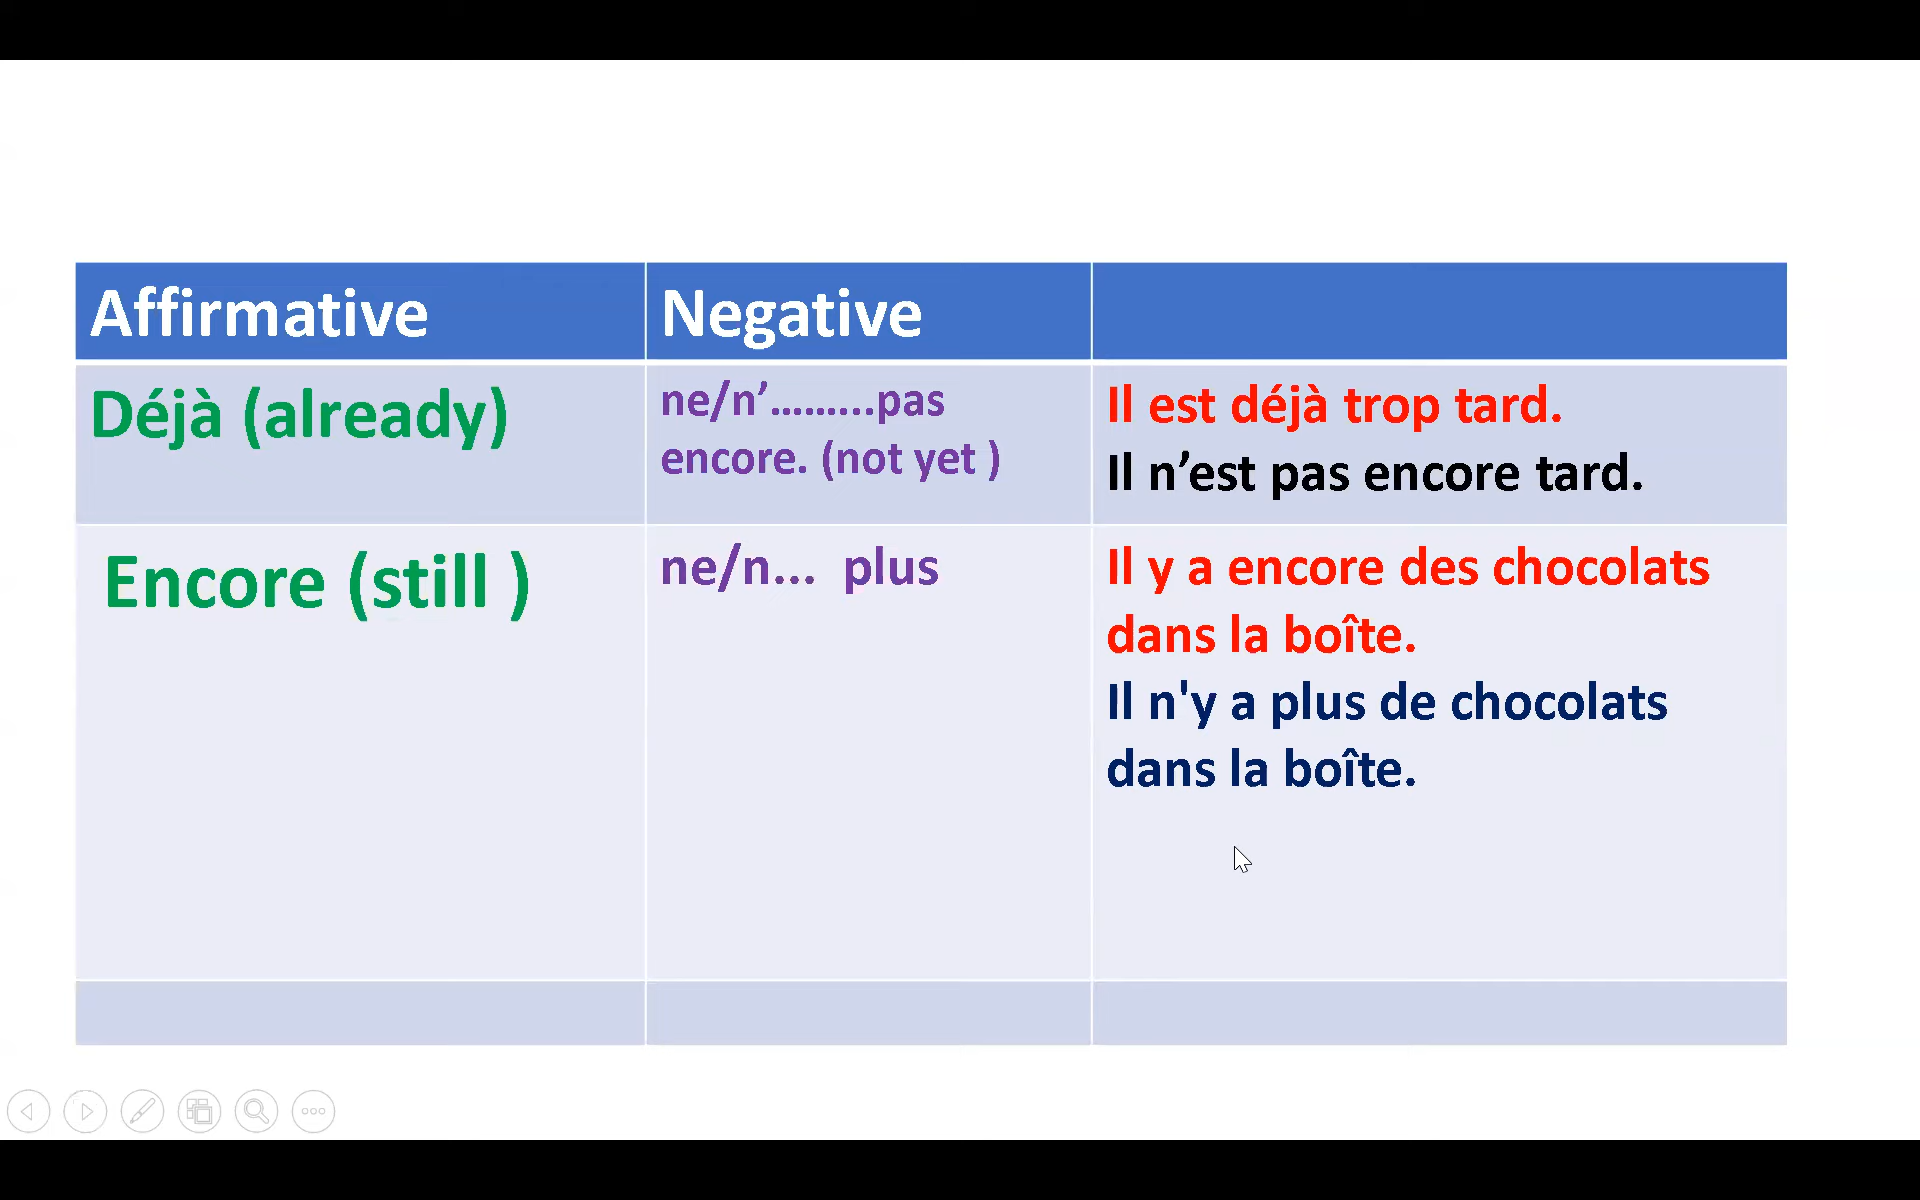 Affirmative
Negative
Déjà (already)
ne/n’.........pas
encore. (not yet )
Il est déjà trop tard.
Il n’est pas encore tard.
Encore (still )
ne/n... plus
Il y a encore des chocolats
dans la boîte.
Il n'y a plus de chocolats
dans la boîte.